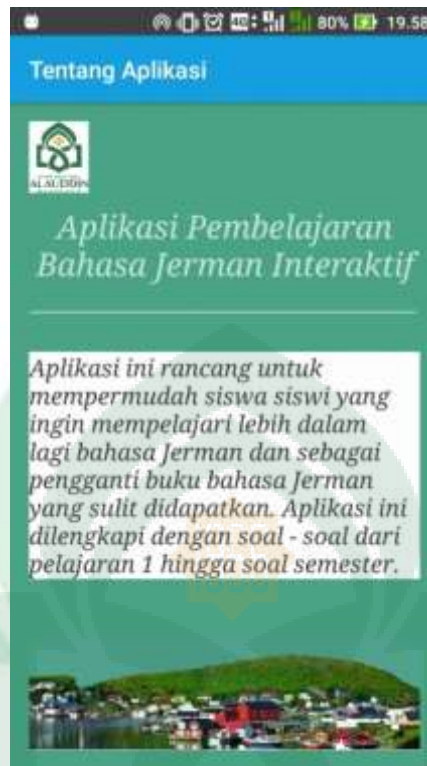 80% 19.58
Tentang Aplikasi
ALAUDDIN
Aplikasi Pembelajaran
Bahasa Jerman Interaktif
Aplikasi ini rancang untuk
mempermudah siswa siswi yang
ingin mempelajari lebih dalam
lagi bahasa Jerman dan sebagai
pengganti buku bahasa Jerman
yang sulit didapatkan. Aplikasi ini
dilengkapi dengan soal - soal dari
pelajaran 1 hingga soal semester.